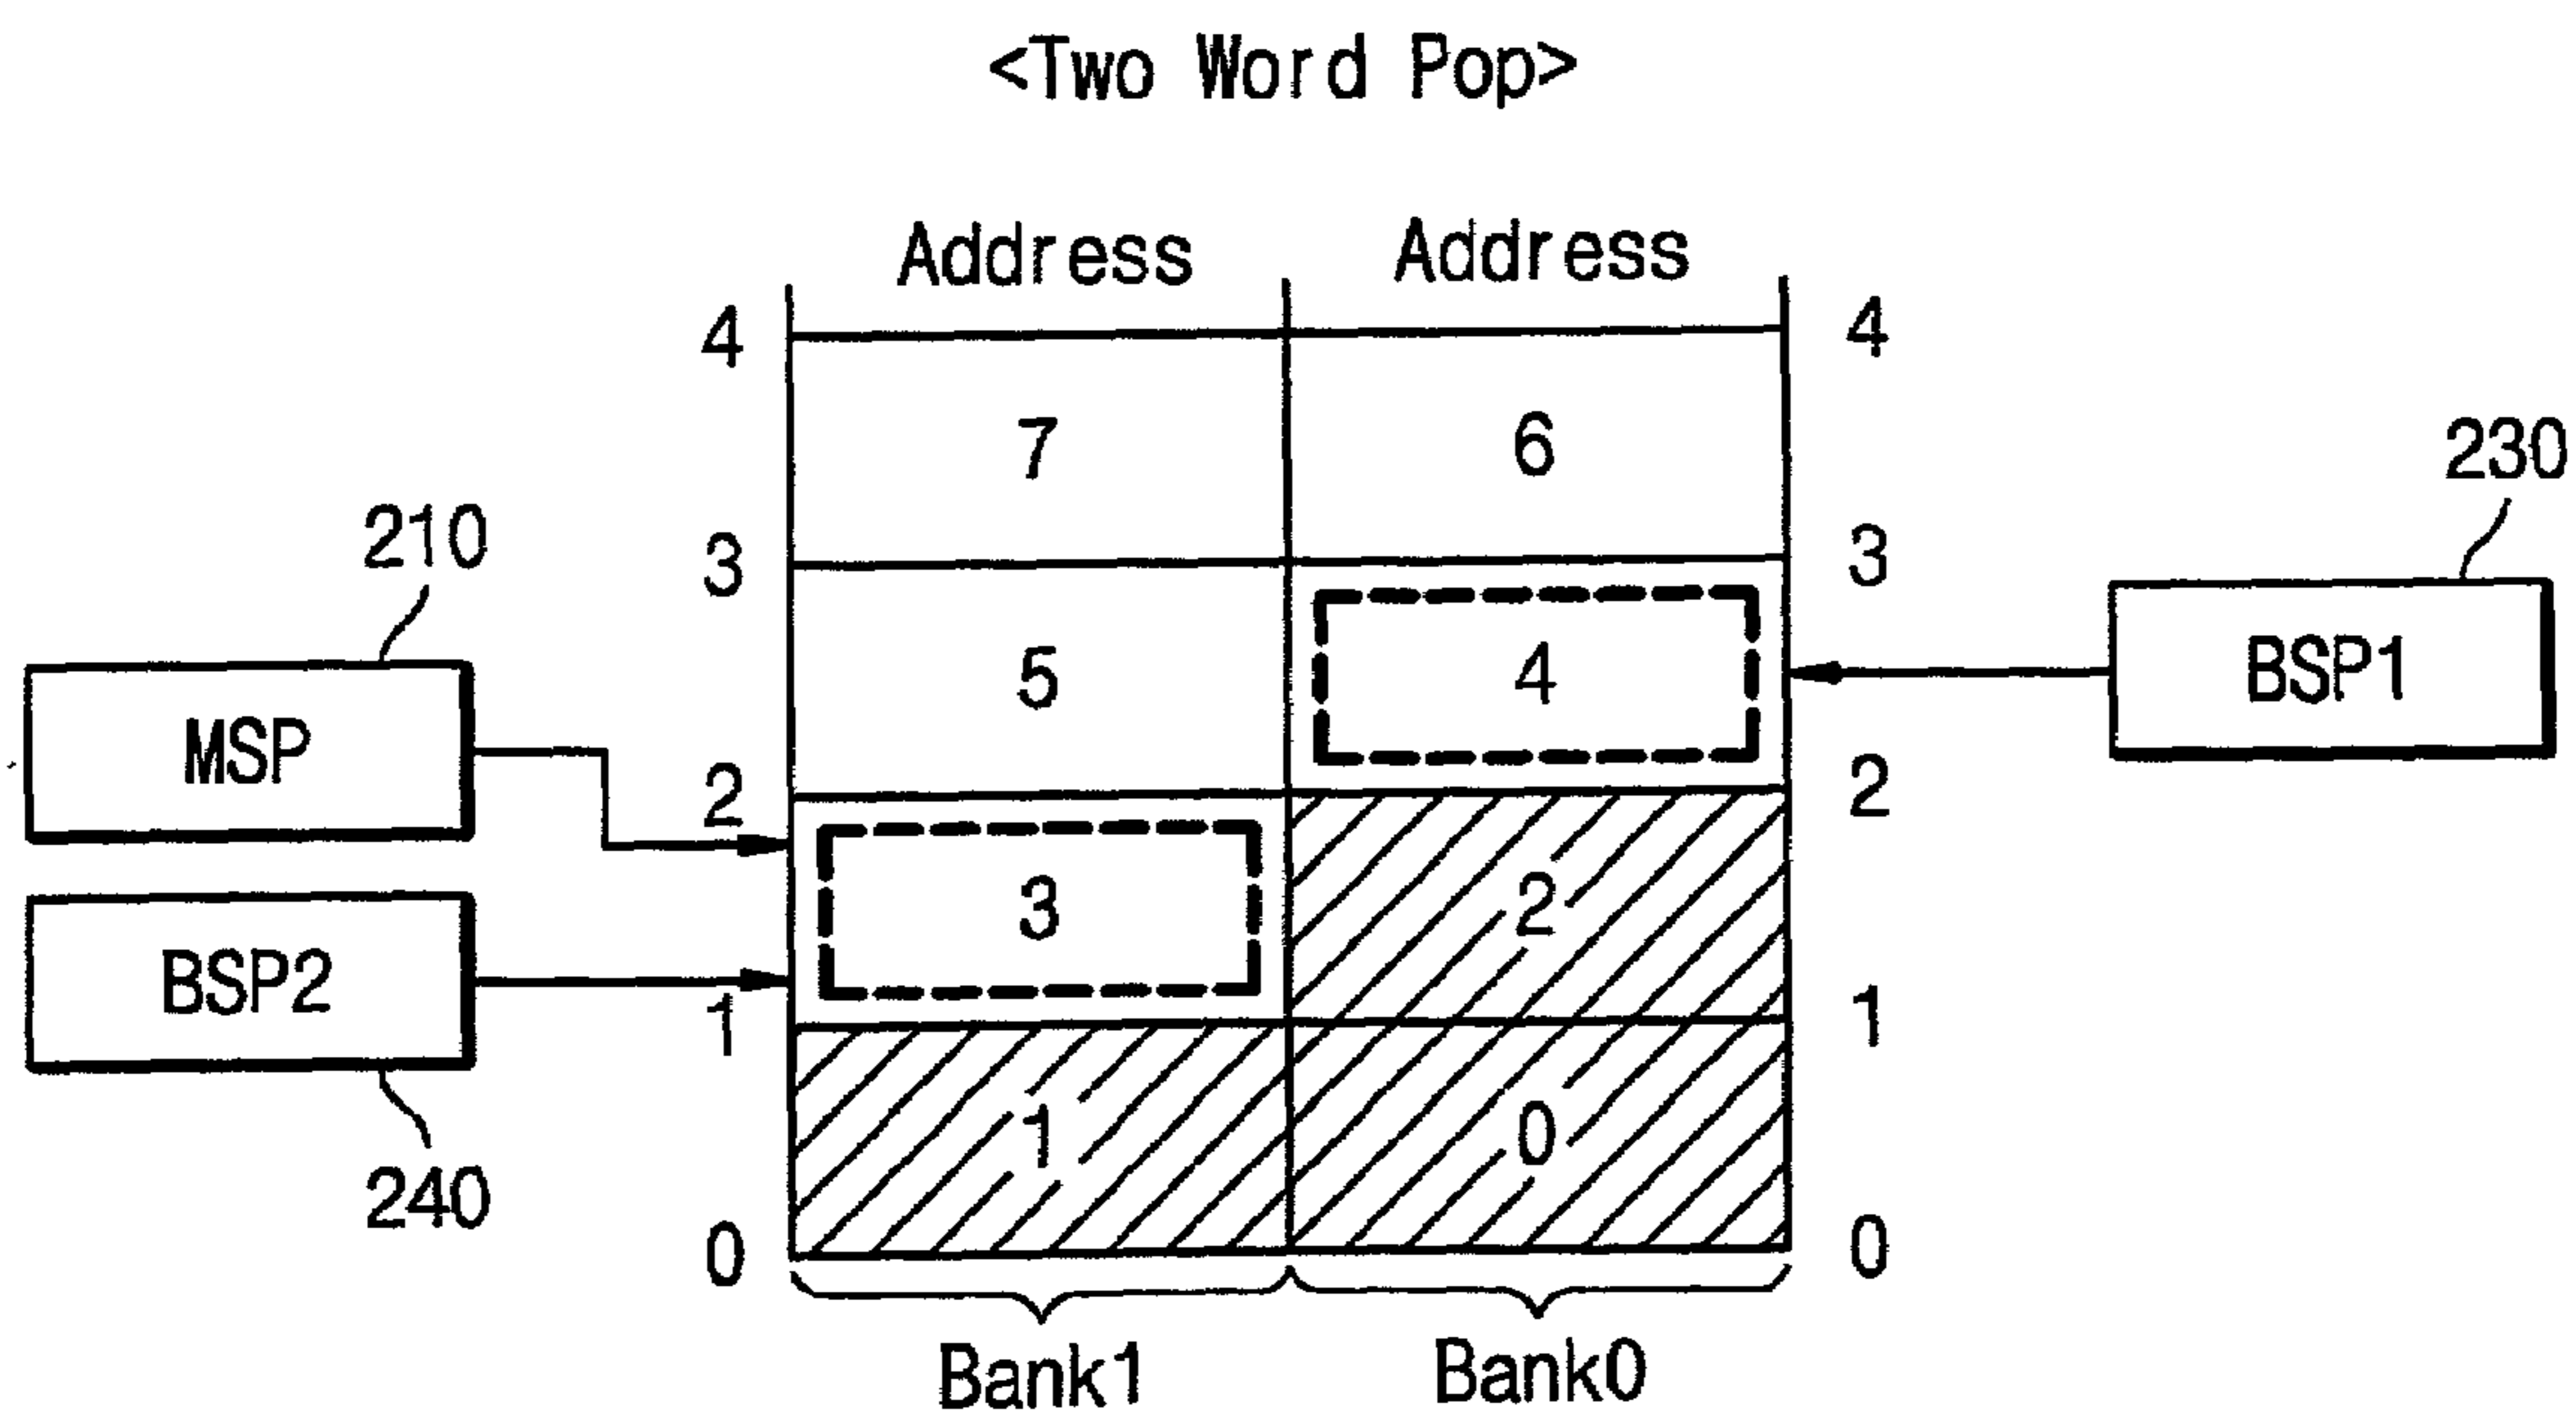 <Two Word Pop>
Address Address
4 4
7 6
230
210
3 3
5 4
BSP1
MSP
2 2
3 2
BSP2
1 1
1 0
240
0 0
Bank1 Bank0